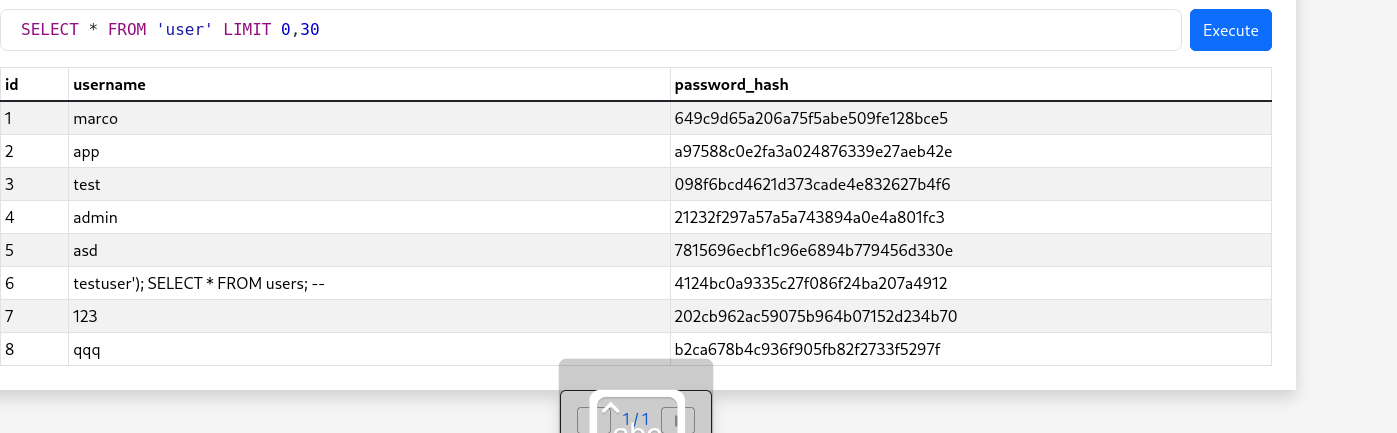 SELECT * FROM 'user' LIMIT 0,30
Execute
id username password_hash
1 marco 649c9d65a206a75f5abe509fe128bce5
2 app a97588c0e2fa3a024876339e27aeb42e
3 test 098f6bcd4621d373cade4e832627b4f6
4 admin 21232f297a57a5a743894a0e4a801fc3
5 asd 7815696ecbf1c96e6894b779456d330e
6 testuser'); SELECT * FROM users; -- 4124bc0a9335c27f086f24ba207a4912
7 123 202cb962ac59075b964b07152d234b70
8 qqq b2ca678b4c936f905fb82f2733f5297f
1/1